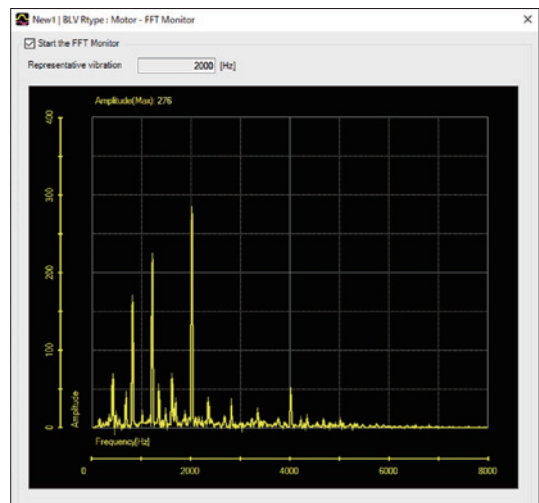 New1 | BLV Rtype : Motor - FFT Monitor
Start the FFT Monitor
Representative vibration 2000 [Hz]
Amplitude(Max): 276
400
300
200
100
0
Amplitude
Frequency[Hz]
0 2000 4000 6000 8000